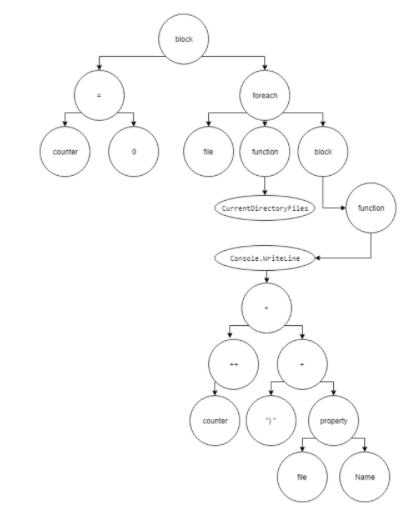 block
=
foreach
counter
0
file
function
block
CurrentDirectoryFiles
function
Console.WriteLine
+
++
+
counter
") "
property
file
Name